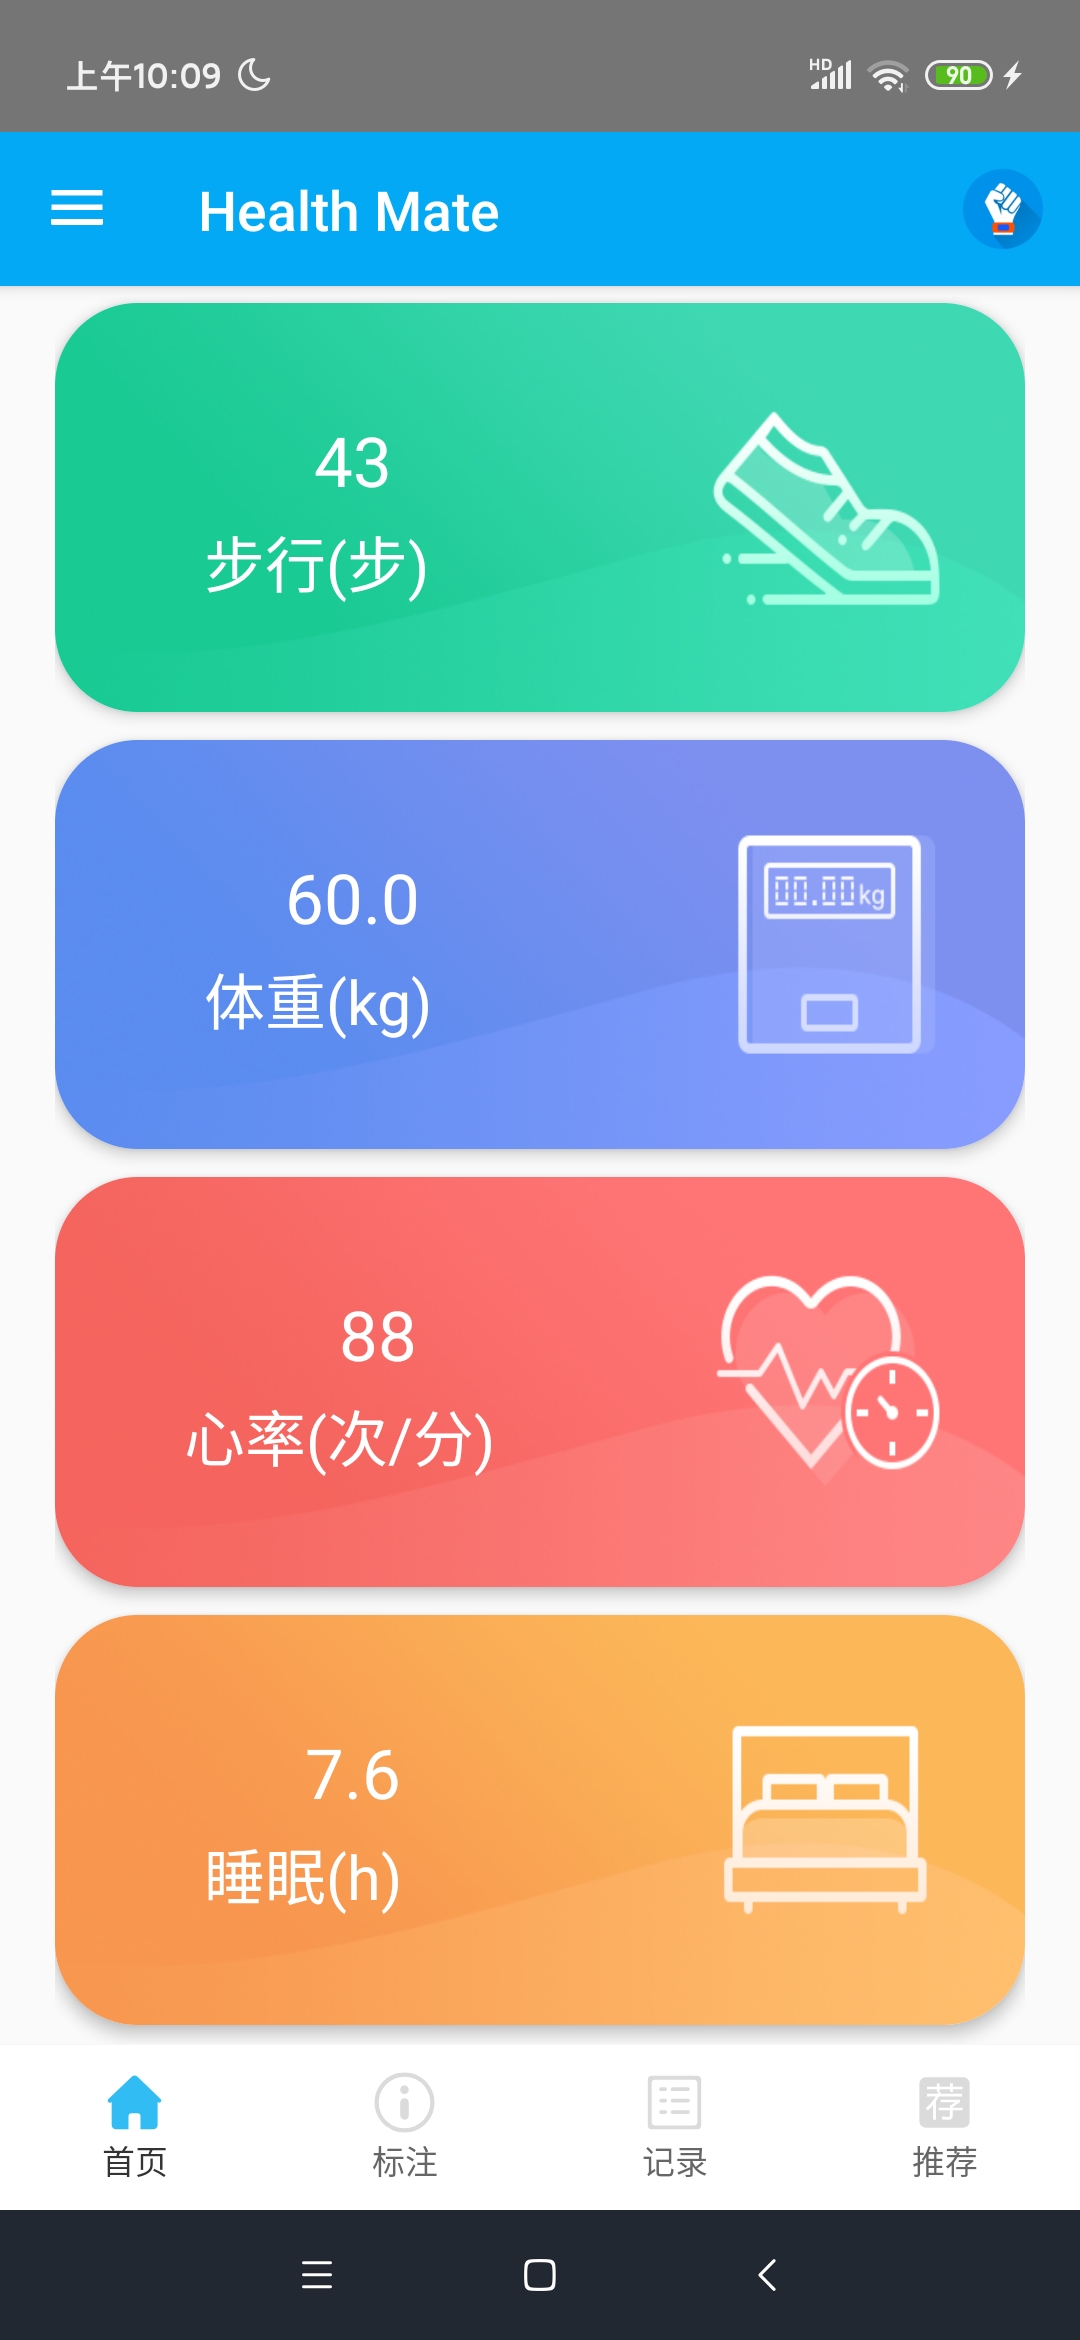 上午10:09
HD
90
Health Mate
43
步行(步)
60.0
体重(kg)
00.00kg
88
心率(次/分)
7.6
睡眠(h)
荐
首页
标注
记录
推荐